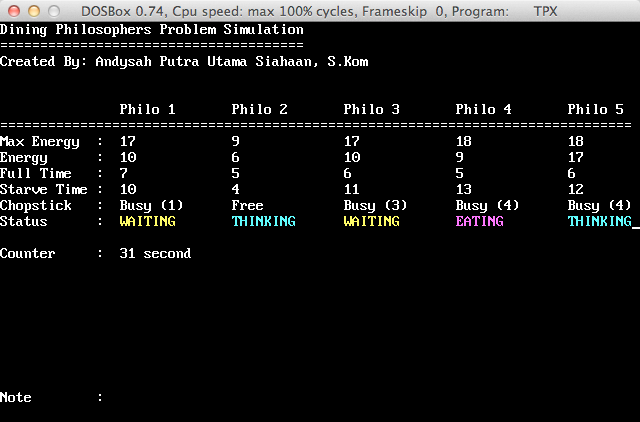 DOSBox 0.74, Cpu speed: max 100% cycles, Frameskip 0, Program: TPX
Dining Philosophers Problem Simulation
======================================
Created By: Andysah Putra Utama Siahaan, S.Kom
Philo 1 Philo 2 Philo 3 Philo 4 Philo 5
===============================================================================
Max Energy : 17 9 17 18 18
Energy : 10 6 10 9 17
Full Time : 7 5 6 5 6
Starve Time : 10 4 11 13 12
Chopstick : Busy (1) Free Busy (3) Busy (4) Busy (4)
Status : WAITING THINKING WAITING EATING THINKING_
Counter : 31 second
Note :